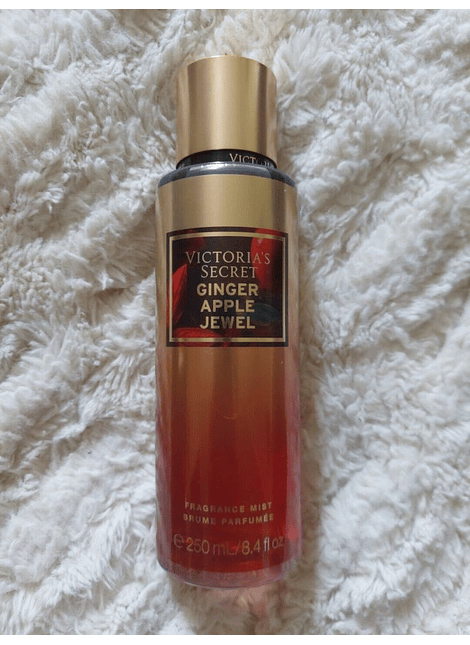 VICTORIA'S
SECRET
GINGER
APPLE
JEWEL
FRAGRANCE MIST
BRUME PARFUMÉE
℮ 250 mL/8.4 fl oz